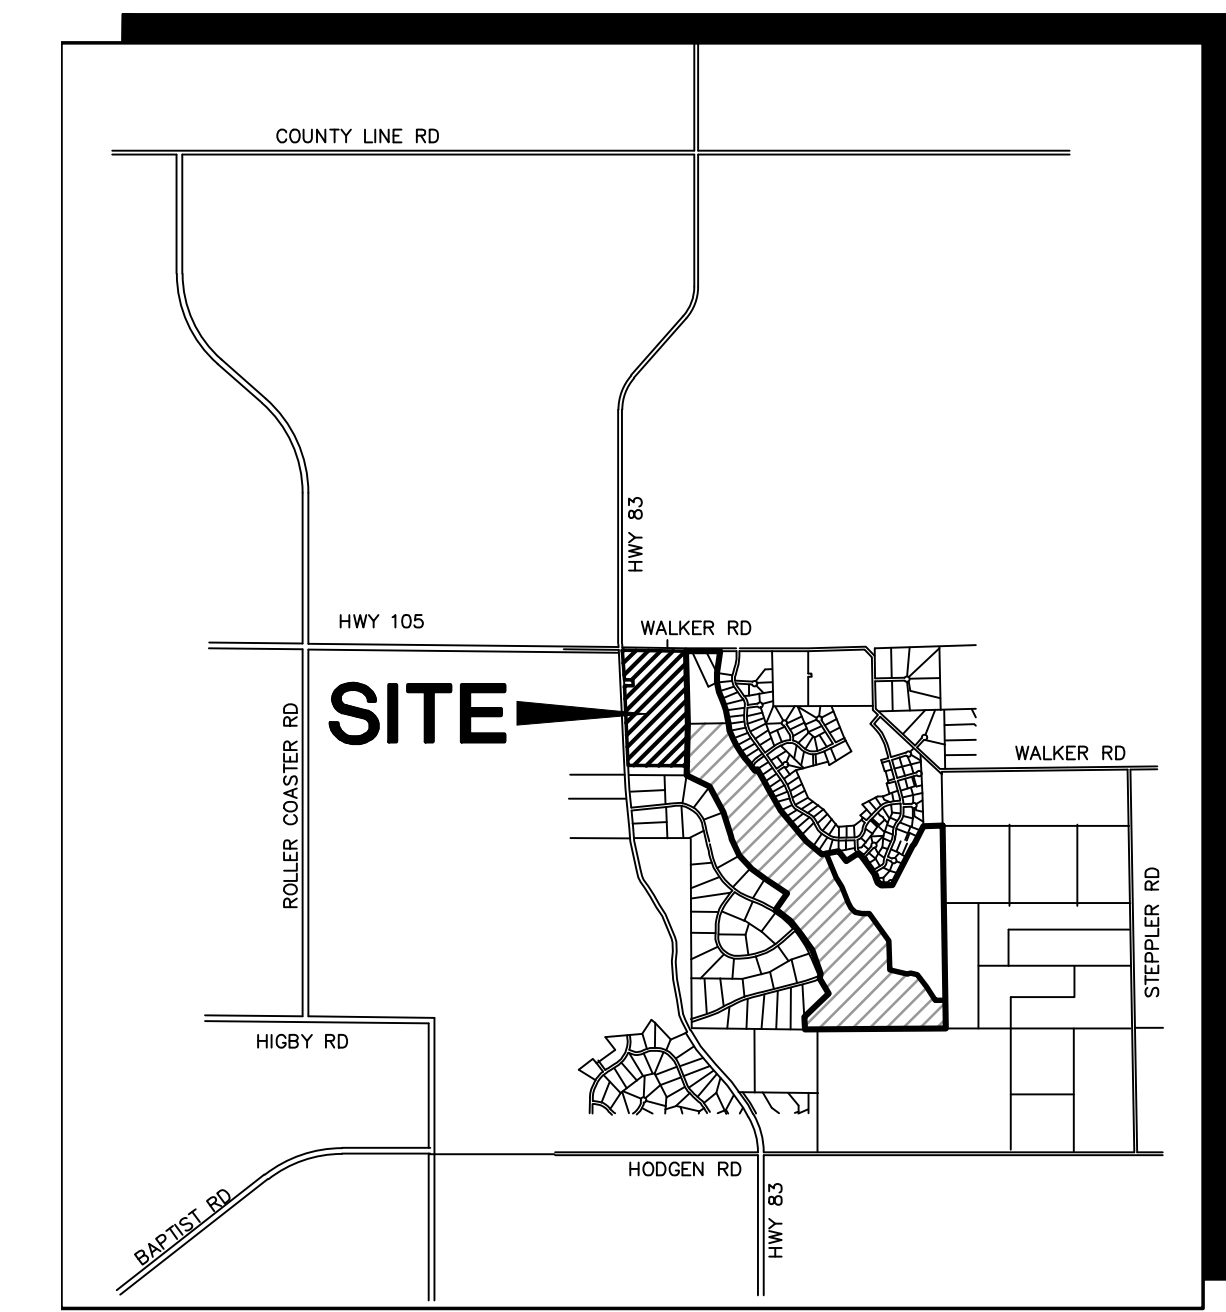 COUNTY LINE RD
HWY 83
HWY 105
WALKER RD
SITE
ROLLER COASTER RD
WALKER RD
STEPPLER RD
HIGBY RD
HODGEN RD
BAPTIST RD
HWY 83